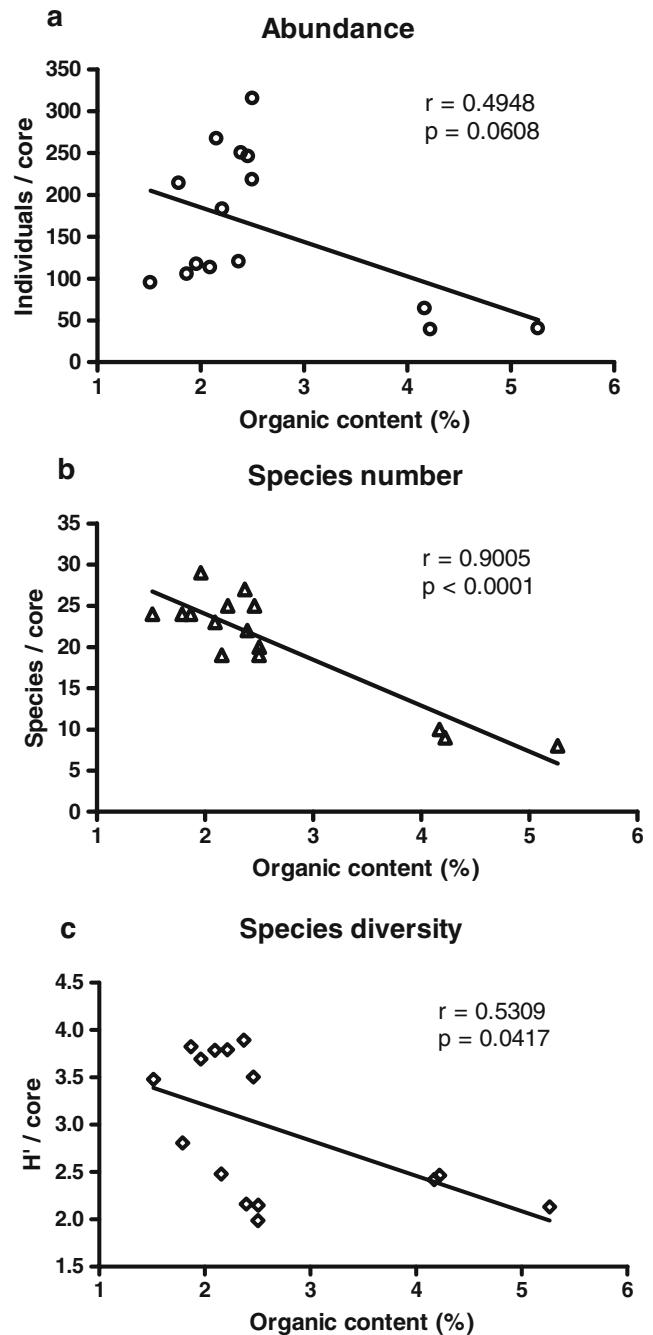 a
Abundance
350
300
250
200
150
100
50
0
Individuals / core
r = 0.4948
p = 0.0608
1 2 3 4 5 6
Organic content (%)
b
Species number
35
30
25
20
15
10
5
0
Species / core
r = 0.9005
p < 0.0001
1 2 3 4 5 6
Organic content (%)
c
Species diversity
4.5
4.0
3.5
3.0
2.5
2.0
1.5
H' / core
r = 0.5309
p = 0.0417
1 2 3 4 5 6
Organic content (%)